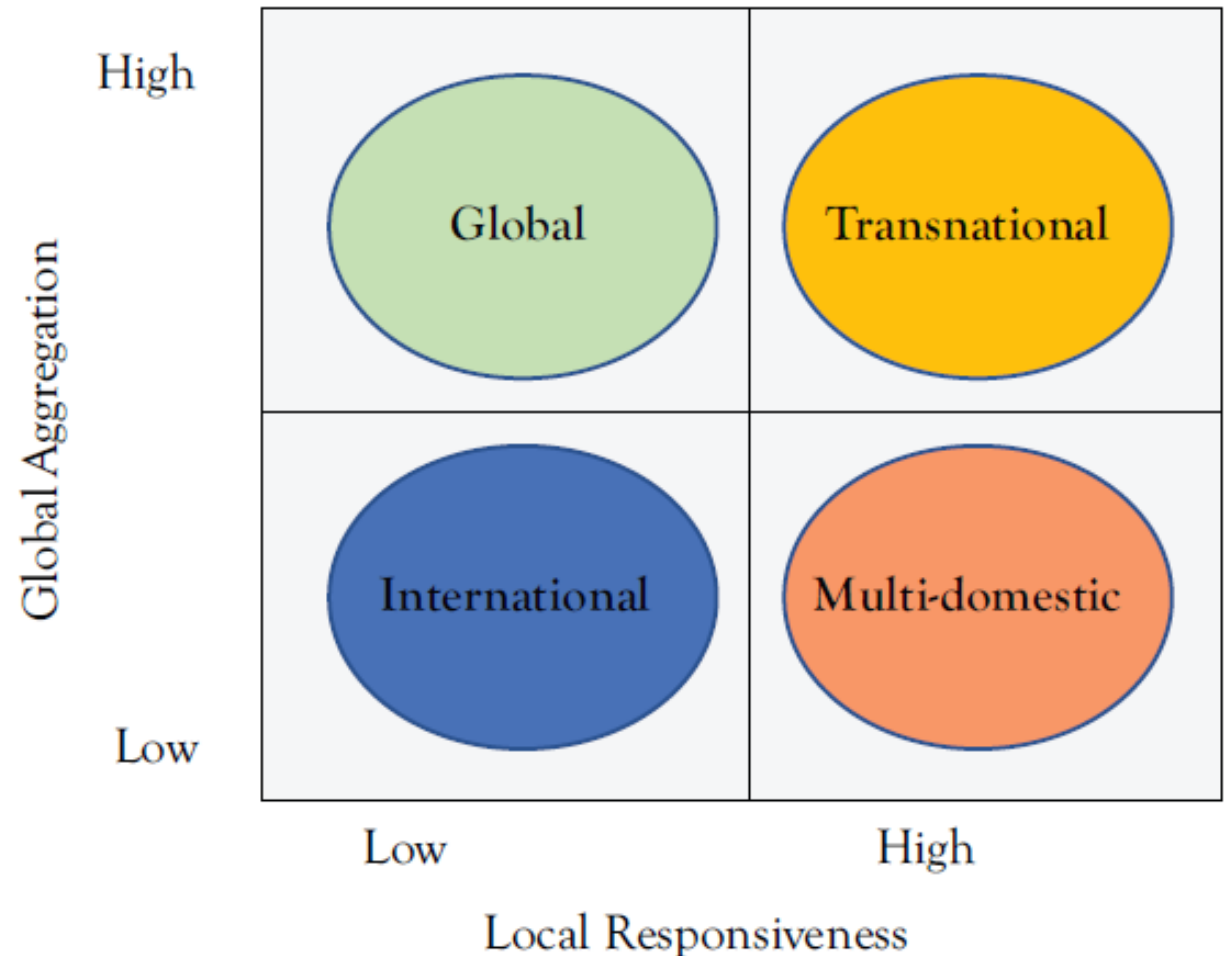 High
Global
Transnational
Global Aggregation
International
Multi-domestic
Low
Low
High
Local Responsiveness